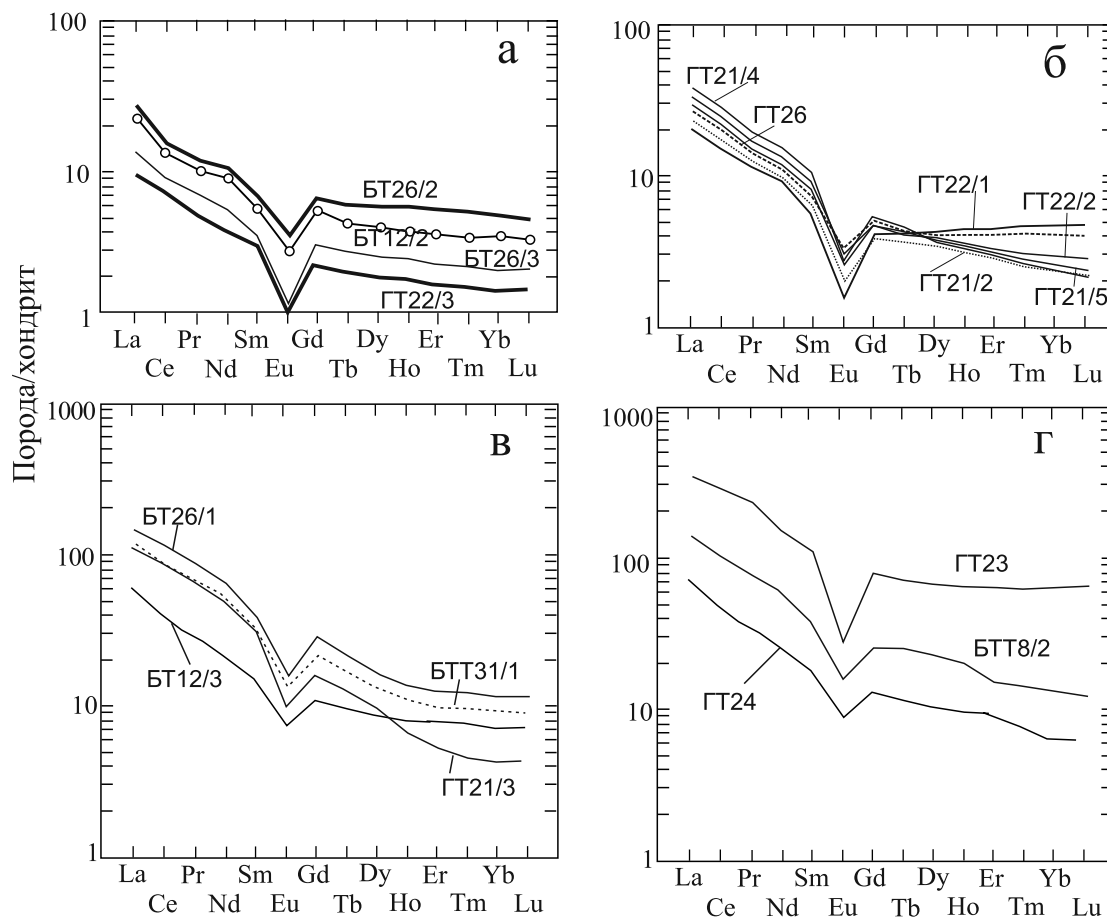 Порода/хондрит
а
100
10
1
БТ26/2
БТ12/2
БТ26/3
ГТ22/3
La Pr Sm Gd Dy Er Yb
Ce Nd Eu Tb Ho Tm Lu
б
100
10
1
ГТ21/4
ГТ26
ГТ22/1
ГТ22/2
ГТ21/2
ГТ21/5
La Pr Sm Gd Dy Er Yb
Ce Nd Eu Tb Ho Tm Lu
в
1000
100
10
1
БТ26/1
БТ12/3
БТТ31/1
ГТ21/3
La Pr Sm Gd Dy Er Yb
Ce Nd Eu Tb Ho Tm Lu
г
1000
100
10
1
ГТ23
БТТ8/2
ГТ24
La Pr Sm Gd Dy Er Yb
Ce Nd Eu Tb Ho Tm Lu